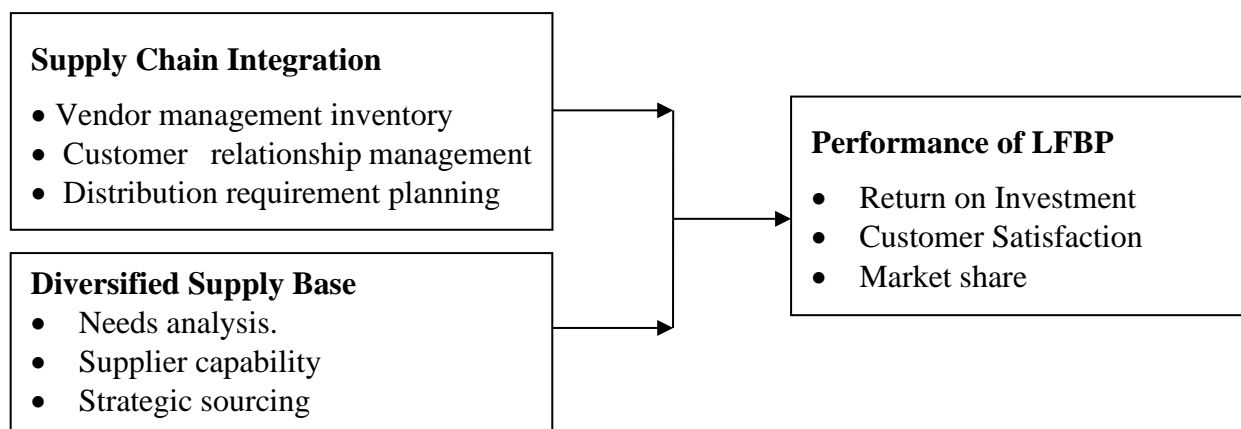 Supply Chain Integration
• Vendor management inventory
• Customer relationship management
• Distribution requirement planning
Diversified Supply Base
• Needs analysis.
• Supplier capability
• Strategic sourcing
Performance of LFBP
• Return on Investment
• Customer Satisfaction
• Market share